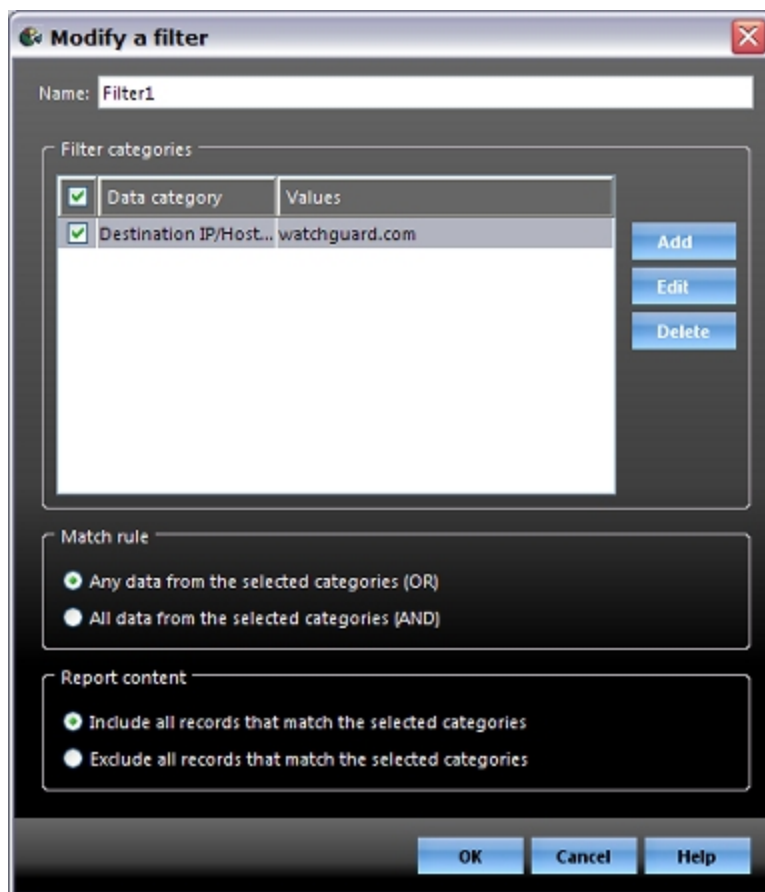 Modify a filter
Name: Filter1
Filter categories
Data category Values
Destination IP/Host... watchguard.com
Add
Edit
Delete
Match rule
Any data from the selected categories (OR)
All data from the selected categories (AND)
Report content
Include all records that match the selected categories
Exclude all records that match the selected categories
OK Cancel Help